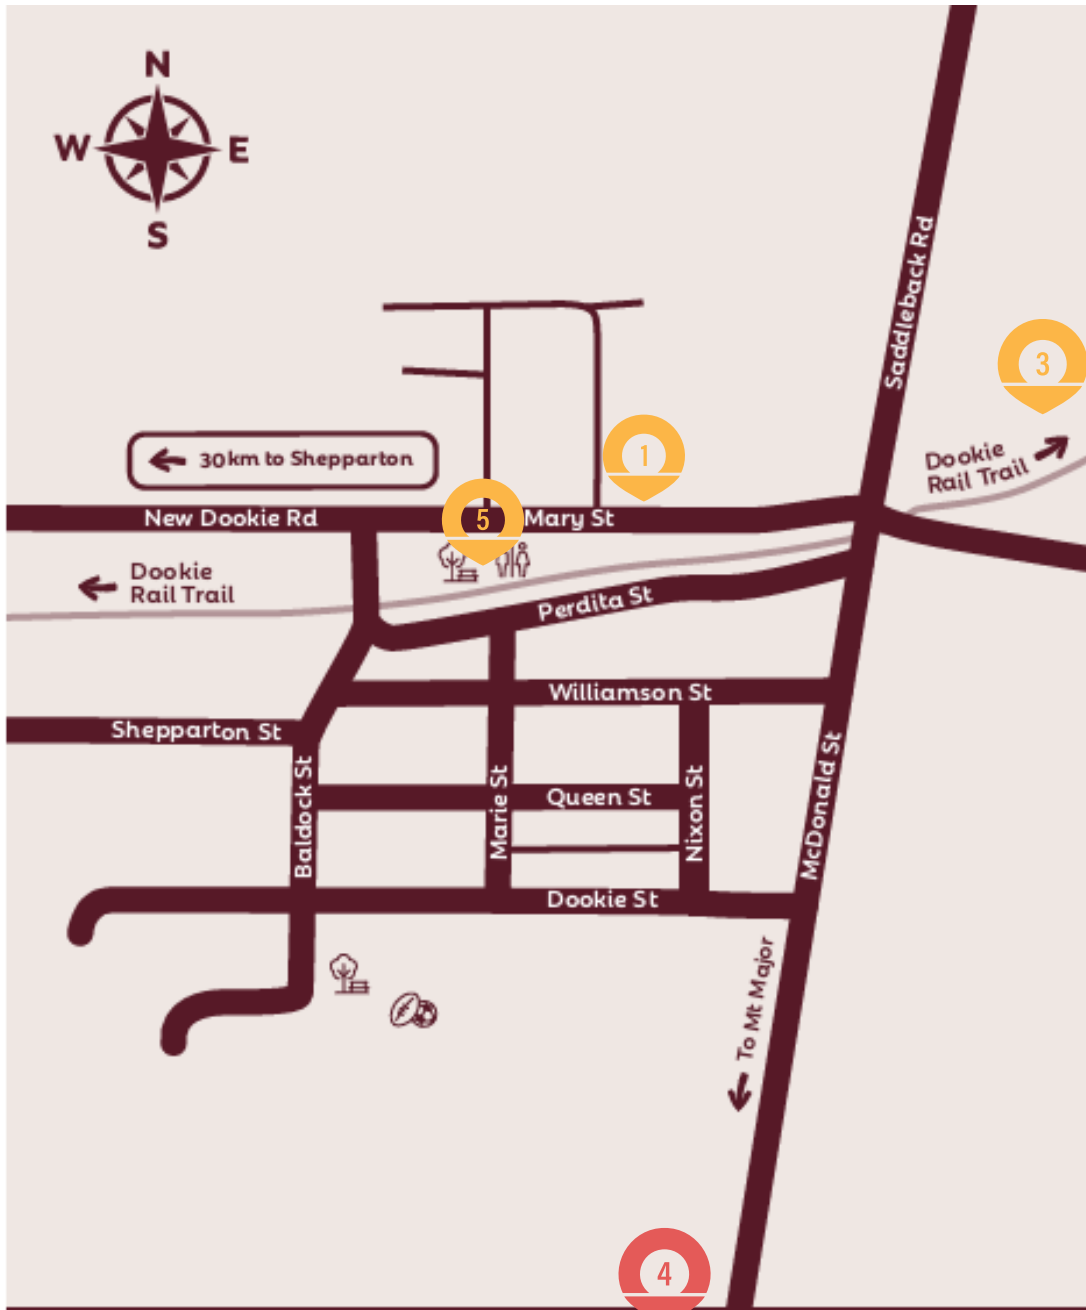 N
W
E
S
Saddleback Rd
3
Dookie
Rail Trail
30km to Shepparton
1
New Dookie Rd
5
Mary St
Dookie
Rail Trail
Perdita St
Williamson St
Shepparton St
Baldock St
Marie St
Queen St
Nixon St
McDonald St
Dookie St
To Mt Major
4